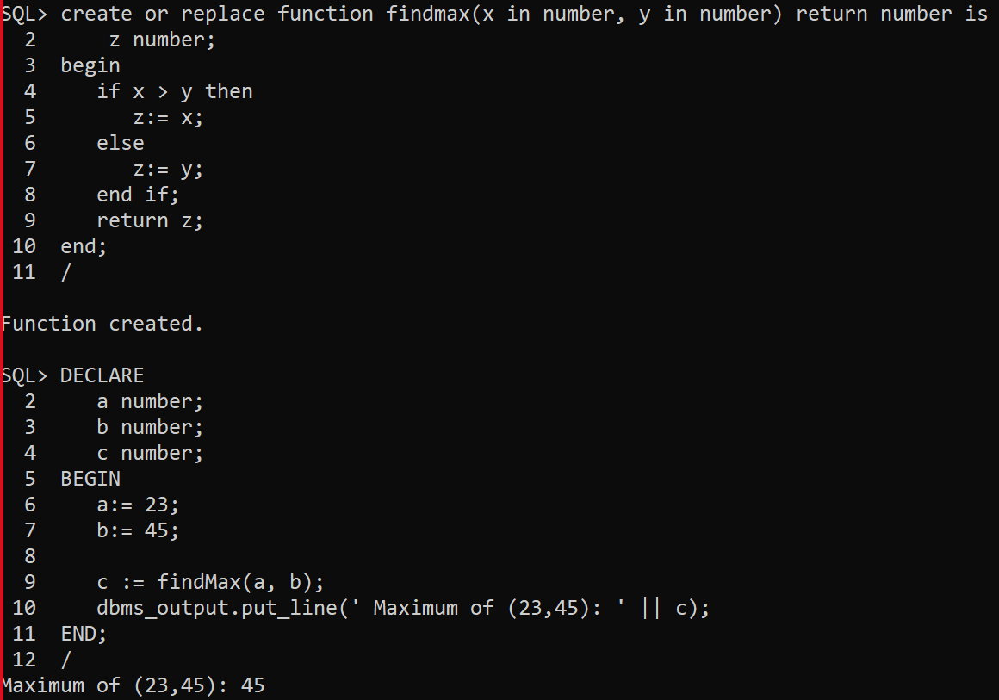 SQL> create or replace function findmax(x in number, y in number) return number is
  2      z number;
  3  begin
  4     if x > y then
  5        z:= x;
  6     else
  7        z:= y;
  8     end if;
  9     return z;
 10  end;
 11  /

Function created.

SQL> DECLARE
  2     a number;
  3     b number;
  4     c number;
  5  BEGIN
  6     a:= 23;
  7     b:= 45;
  8
  9     c := findMax(a, b);
 10     dbms_output.put_line(' Maximum of (23,45): ' || c);
 11  END;
 12  /
Maximum of (23,45): 45